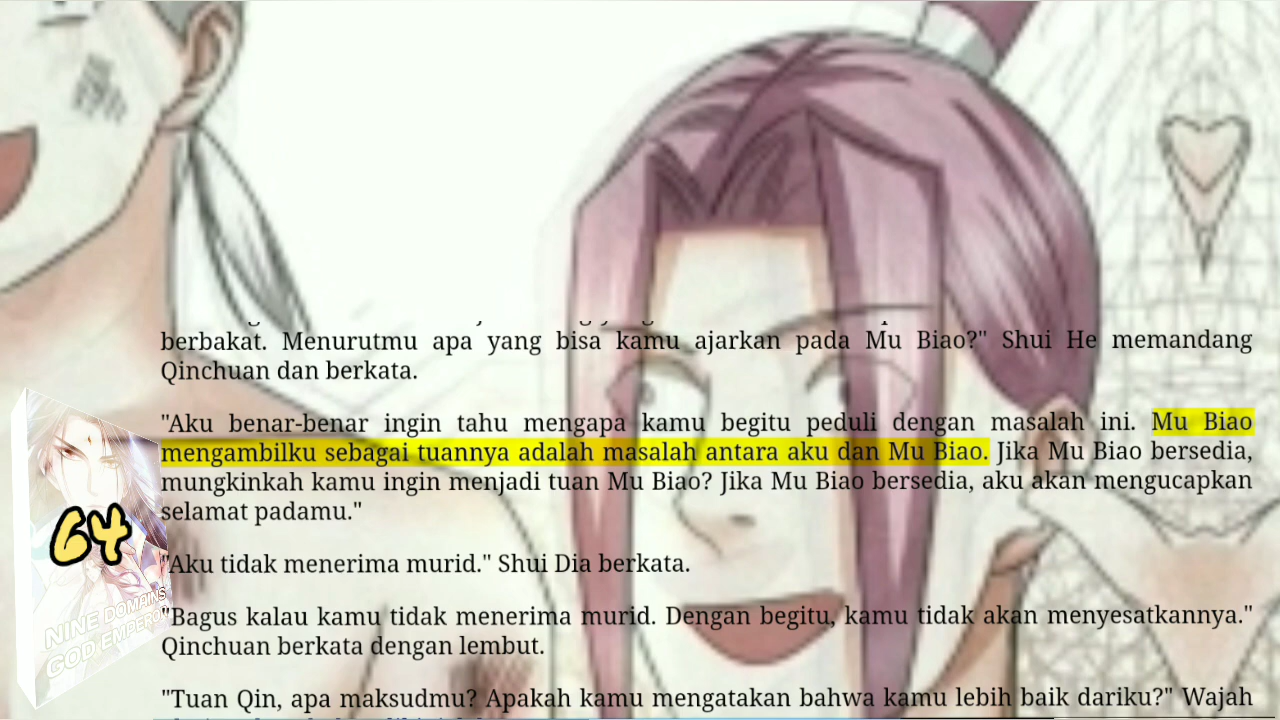 berbakat. Menurutmu apa yang bisa kamu ajarkan pada Mu Biao?" Shui He memandang
Qinchuan dan berkata.
"Aku benar-benar ingin tahu mengapa kamu begitu peduli dengan masalah ini. Mu Biao
mengambilku sebagai tuannya adalah masalah antara aku dan Mu Biao. Jika Mu Biao bersedia,
mungkinkah kamu ingin menjadi tuan Mu Biao? Jika Mu Biao bersedia, aku akan mengucapkan
selamat padamu."
"Aku tidak menerima murid." Shui Dia berkata.
"Bagus kalau kamu tidak menerima murid. Dengan begitu, kamu tidak akan menyesatkannya."
Qinchuan berkata dengan lembut.
"Tuan Qin, apa maksudmu? Apakah kamu mengatakan bahwa kamu lebih baik dariku?" Wajah
64
NINE DOMAINS
GOD EMPEROR